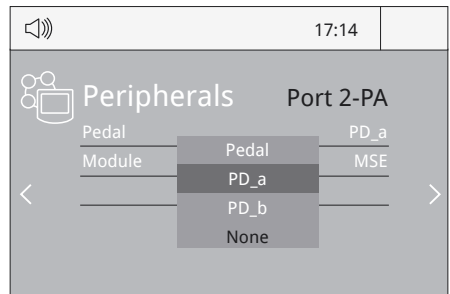 17:14
Peripherals Port 2-PA
Pedal PD_a
Module MSE
Pedal
PD_a
PD_b
None